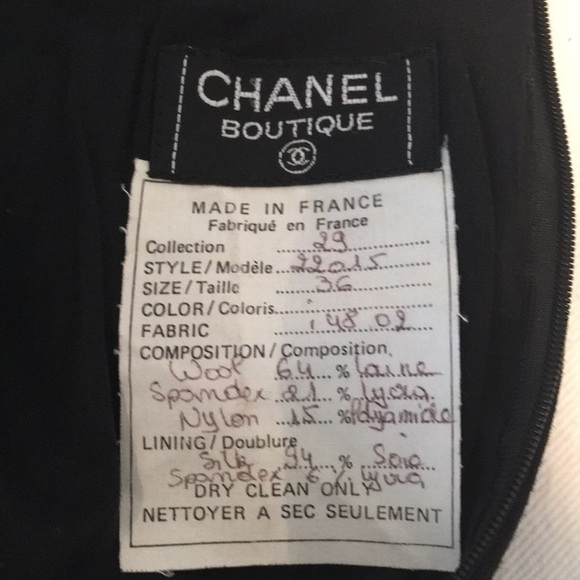 CHANEL
BOUTIQUE
MADE IN FRANCE
Fabriqué en France
Collection 29
STYLE/Modèle 22015
SIZE/Taille 36
COLOR/Coloris
FABRIC 48 02
COMPOSITION/Composition
Wool 64 % Laine
Spandex 21 % Lycra
Nylon 15 % Polyamide
LINING/Doublure
Silk 94 % Soie
Spandex 6 % Lycra
DRY CLEAN ONLY
NETTOYER A SEC SEULEMENT